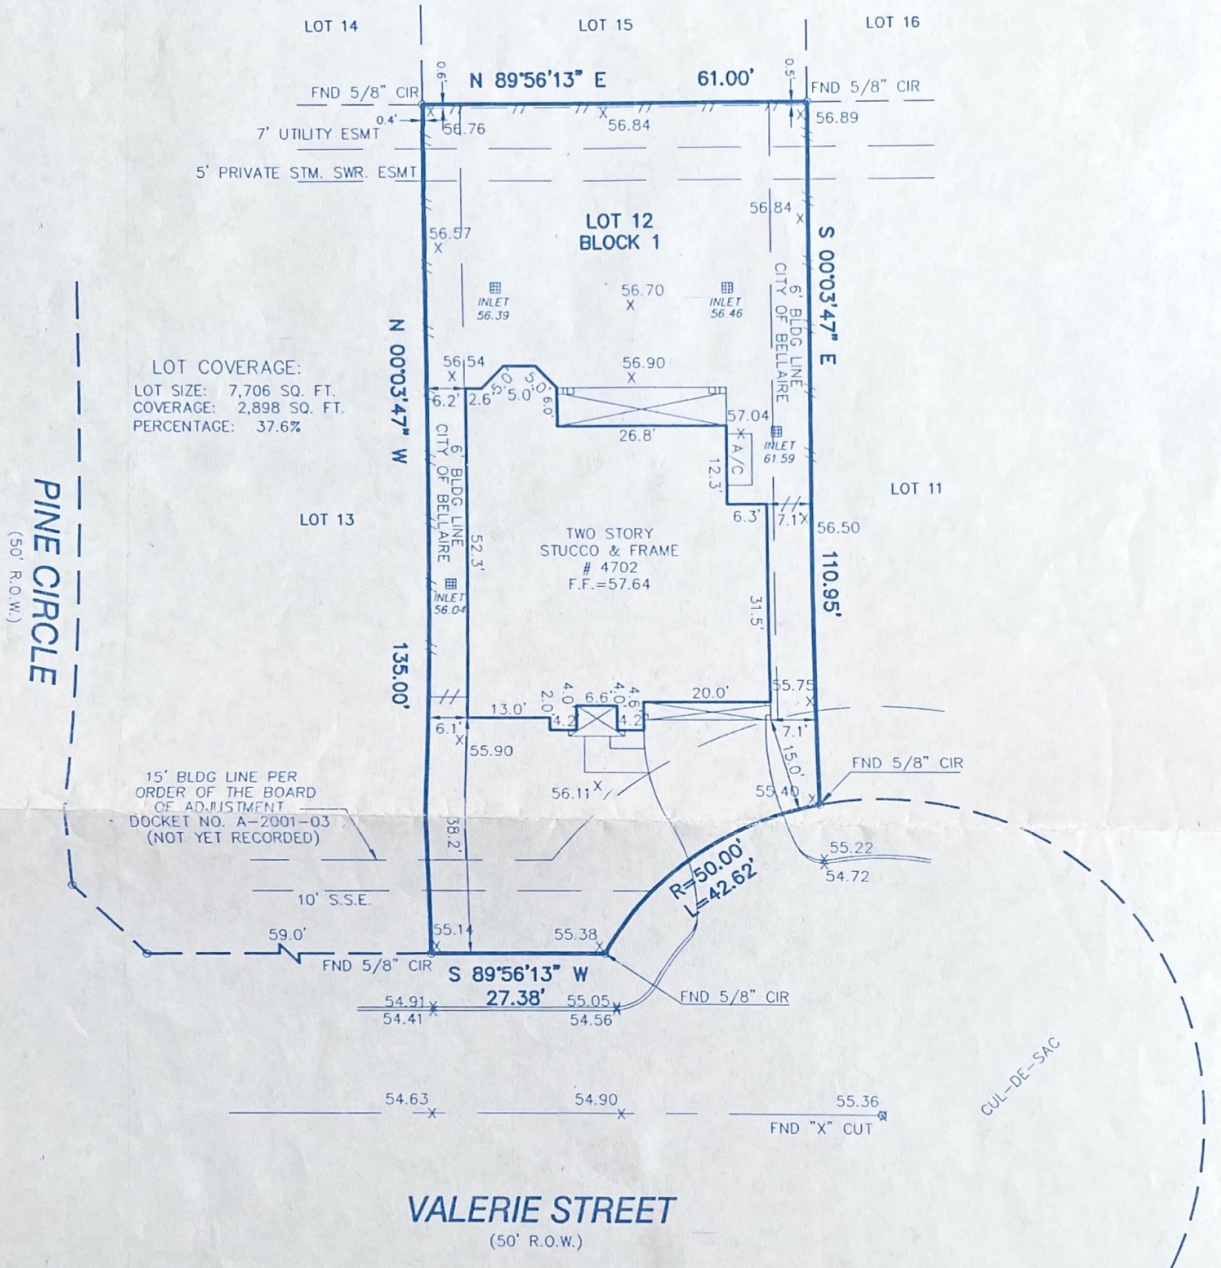 LOT 14
LOT 15
LOT 16
0.6'
N 89°56'13" E
61.00'
0.5'
FND 5/8" CIR
FND 5/8" CIR
0.4'
56.76
56.84
56.89
7' UTILITY ESMT
5' PRIVATE STM. SWR. ESMT
LOT 12
BLOCK 1
56.84
56.57
S 00°03'47" E
110.95'
6' BLDG LINE
CITY OF BELLAIRE
56.70
INLET
56.39
INLET
56.46
N 00°03'47" W
135.00'
LOT COVERAGE:
LOT SIZE: 7,706 SQ. FT.
COVERAGE: 2,898 SQ. FT.
PERCENTAGE: 37.6%
56.54
56.90
6.2'
2.6'
5.0'
5.0'
5.0'
6.0'
26.8'
57.04
A/C
INLET
61.59
12.3'
6.3'
7.1'
56.50
LOT 11
LOT 13
6' BLDG LINE
CITY OF BELLAIRE
52.3'
TWO STORY
STUCCO & FRAME
# 4702
F.F.=57.64
INLET
56.04
31.5'
PINE CIRCLE
(50' R.O.W.)
13.0'
2.0'
4.2'
4.0'
6.6'
4.0'
4.2'
4.6'
20.0'
55.75
6.1'
7.1'
55.90
15.0'
56.11
55.40
FND 5/8" CIR
15' BLDG LINE PER
ORDER OF THE BOARD
OF ADJUSTMENT
DOCKET NO. A-2001-03
(NOT YET RECORDED)
38.2'
55.22
54.72
R=50.00'
L=42.62'
10' S.S.E.
59.0'
55.14
55.38
FND 5/8" CIR
S 89°56'13" W
27.38'
FND 5/8" CIR
54.91
54.41
55.05
54.56
54.63
54.90
55.36
FND "X" CUT
CUL-DE-SAC
VALERIE STREET
(50' R.O.W.)